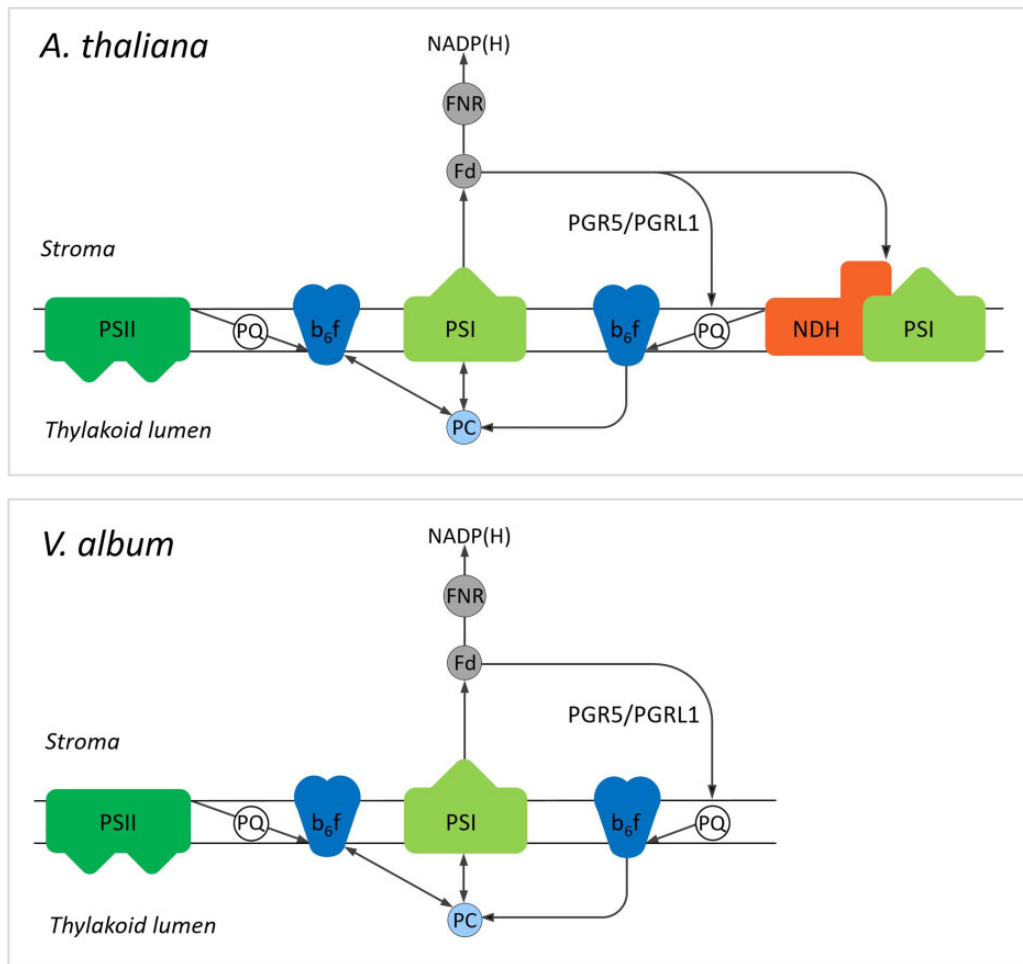 A. thaliana
NADP(H)
FNR
Fd
PGR5/PGRL1
Stroma
PSII
PQ
b₆f
PSI
b₆f
PQ
NDH
PSI
PC
Thylakoid lumen
V. album
NADP(H)
FNR
Fd
PGR5/PGRL1
Stroma
PSII
PQ
b₆f
PSI
b₆f
PQ
PC
Thylakoid lumen